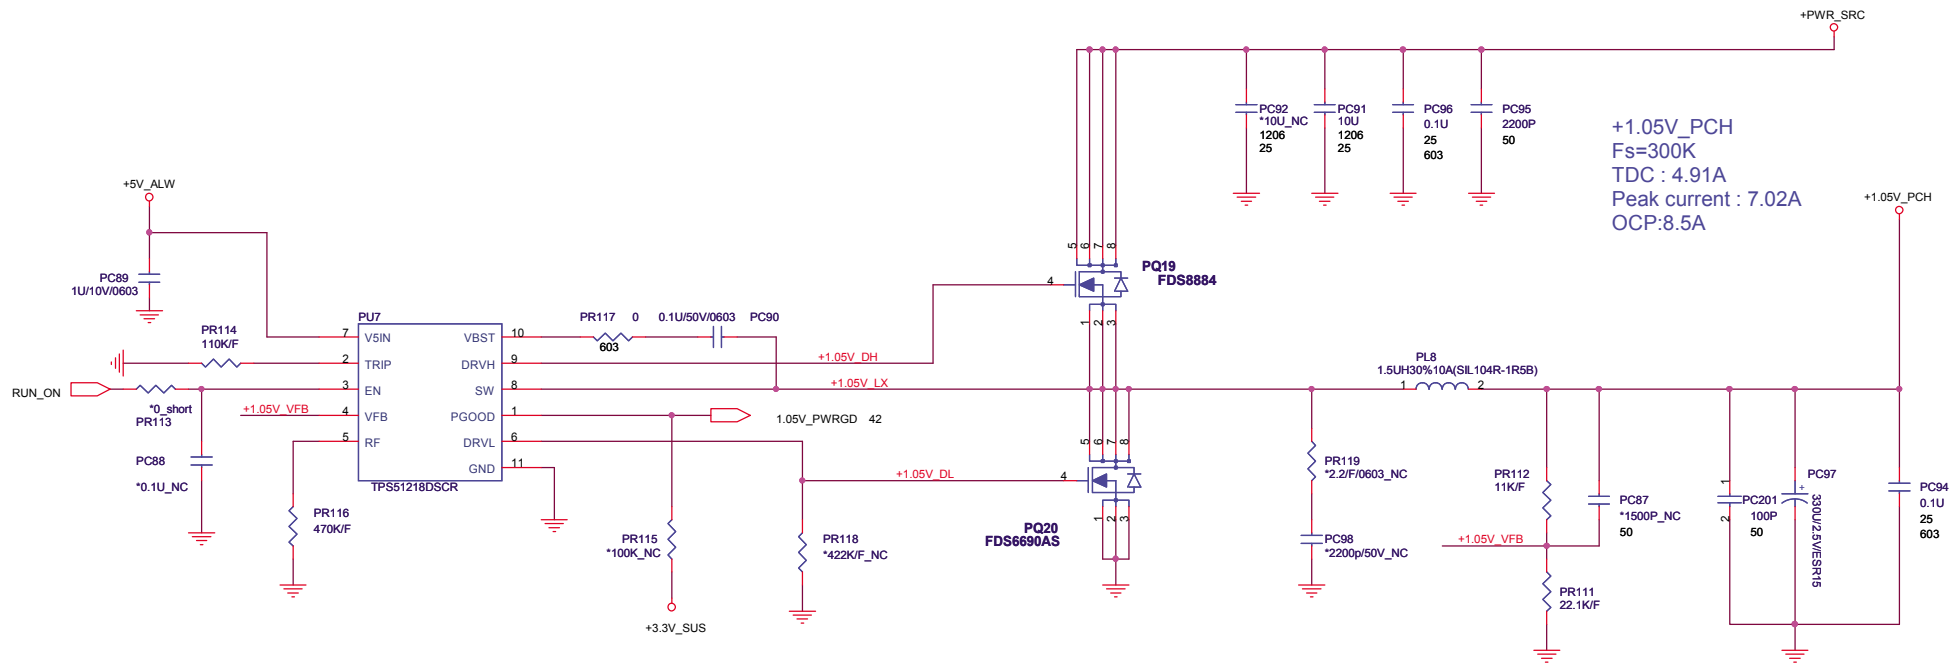 +PWR_SRC
PC92
*10U_NC
1206
25
PC91
10U
1206
25
PC96
0.1U
25
603
PC95
2200P
50
+1.05V_PCH
Fs=300K
TDC : 4.91A
Peak current : 7.02A
OCP:8.5A
+5V_ALW
+1.05V_PCH
PC89
1U/10V/0603
5
6
7
8
4
PQ19
FDS8884
1
2
3
PU7
PR114
110K/F
PR117 0
603
0.1U/50V/0603 PC90
7 V5IN
VBST 10
2 TRIP
DRVH 9
+1.05V_DH
3 EN
SW 8
+1.05V_LX
4 VFB
PGOOD 1
5 RF
DRVL 6
GND 11
TPS51218DSCR
RUN_ON
*0_short
PR113
+1.05V_VFB
1.05V_PWRGD 42
PC88
*0.1U_NC
PR116
470K/F
PR115
*100K_NC
+3.3V_SUS
+1.05V_DL
PR118
*422K/F_NC
5
6
7
8
4
PQ20
FDS6690AS
1
2
3
PL8
1.5UH30%10A(SIL104R-1R5B)
1
2
PR119
*2.2/F/0603_NC
PC98
*2200p/50V_NC
PR112
11K/F
PC87
*1500P_NC
50
+1.05V_VFB
PR111
22.1K/F
1
PC201
100P
2
50
+
PC97
330U/2.5V/ESR15
PC94
0.1U
25
603